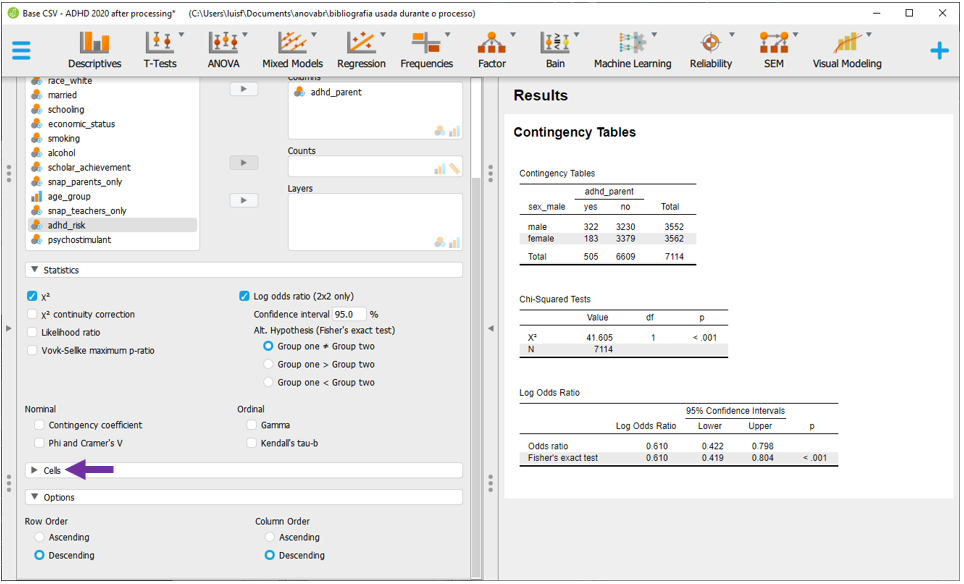 Base CSV - ADHD 2020 after processing* (C:\Users\luisf\Documents\anovabr\bibliografia usada durante o processo)
Descriptives T-Tests ANOVA Mixed Models Regression Frequencies Factor Bain Machine Learning Reliability SEM Visual Modeling
race_white
married
schooling
economic_status
smoking
alcohol
scholar_achievement
snap_parents_only
age_group
snap_teachers_only
adhd_risk
psychostimulant
Columns
adhd_parent
Counts
Layers
Statistics
χ²
χ² continuity correction
Likelihood ratio
Vovk-Sellke maximum p-ratio
Log odds ratio (2x2 only)
Confidence interval 95.0 %
Alt. Hypothesis (Fisher's exact test)
Group one ≠ Group two
Group one > Group two
Group one < Group two
Nominal
Contingency coefficient
Phi and Cramer's V
Ordinal
Gamma
Kendall's tau-b
Cells
Options
Row Order
Ascending
Descending
Column Order
Ascending
Descending
Results
Contingency Tables
Contingency Tables
adhd_parent
sex_male yes no Total
male 322 3230 3552
female 183 3379 3562
Total 505 6609 7114
Chi-Squared Tests
Value df p
Χ² 41.605 1 < .001
N 7114
Log Odds Ratio
95% Confidence Intervals
Log Odds Ratio Lower Upper p
Odds ratio 0.610 0.422 0.798
Fisher's exact test 0.610 0.419 0.804 < .001